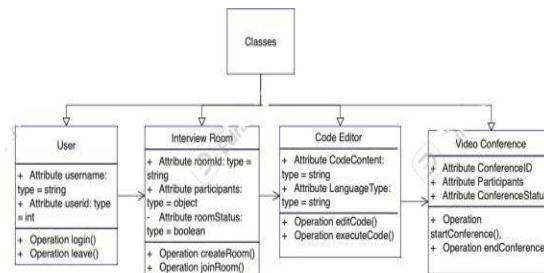 Classes
User
+ Attribute username:
type = string
+ Attribute userid: type
= int
+ Operation login()
+ Operation leave()
Interview Room
+ Attribute roomId: type =
string
+ Attribute participants:
type = object
- Attribute roomStatus:
type = boolean
+ Operation createRoom()
+ Operation joinRoom()
Code Editor
+ Attribute CodeContent:
type = string
+ Attribute LanguageType:
type = string
+ Operation editCode()
+ Operation executeCode()
Video Conference
+ Attribute ConferenceID
+ Attribute Participants
+ Attribute ConferenceStatus
+ Operation
startConference(),
+ Operation endConference